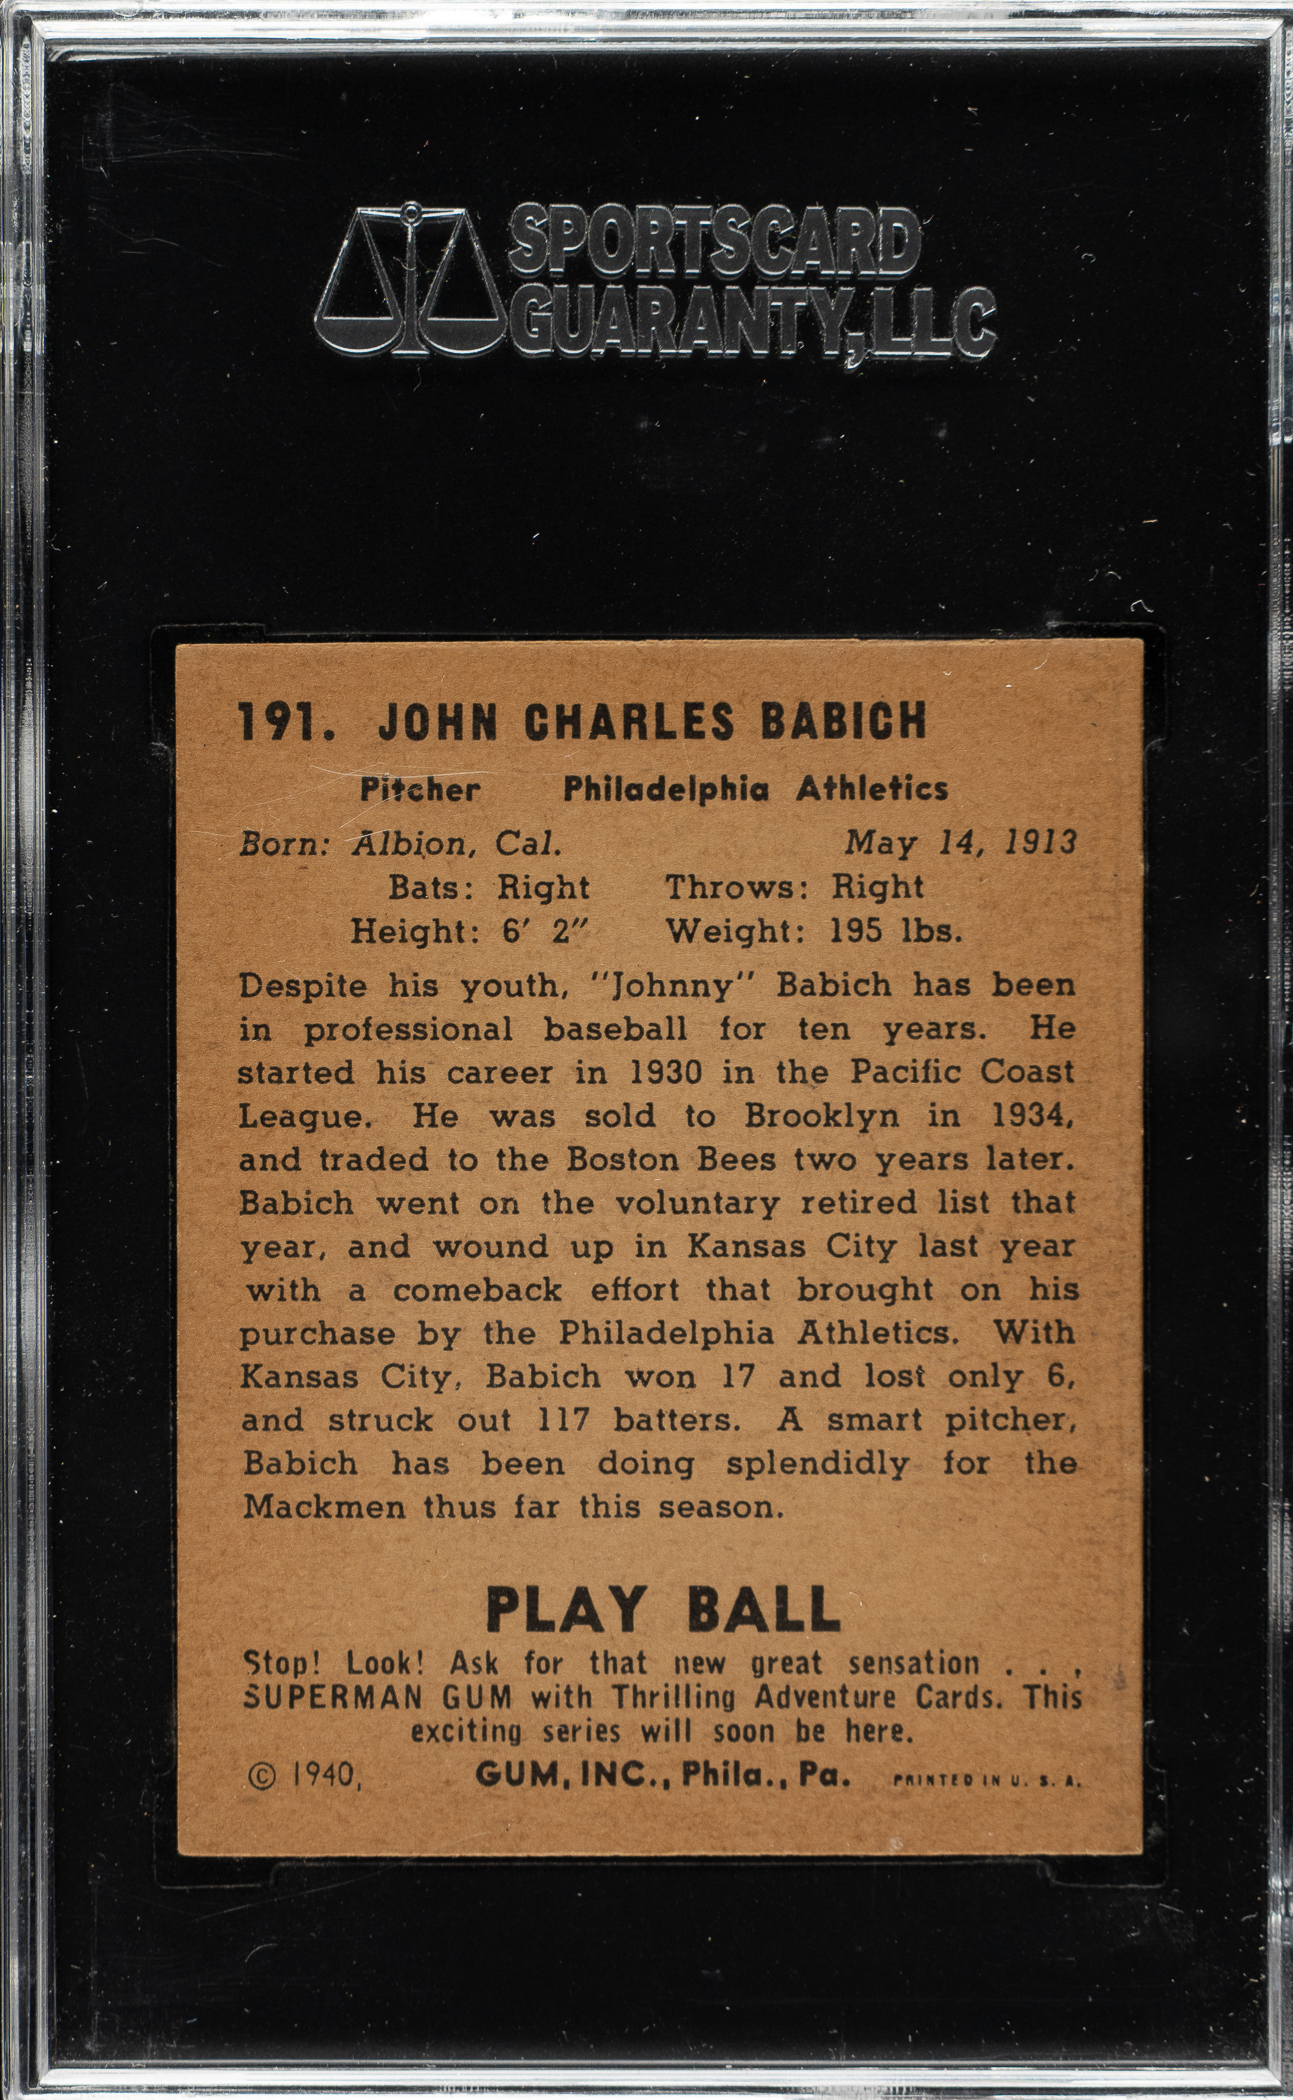 SPORTSCARD
GUARANTY, LLC
191. JOHN CHARLES BABICH
Pitcher Philadelphia Athletics
Born: Albion, Cal. May 14, 1913
Bats: Right Throws: Right
Height: 6′ 2″ Weight: 195 lbs.
Despite his youth, "Johnny" Babich has been
in professional baseball for ten years. He
started his career in 1930 in the Pacific Coast
League. He was sold to Brooklyn in 1934,
and traded to the Boston Bees two years later.
Babich went on the voluntary retired list that
year, and wound up in Kansas City last year
with a comeback effort that brought on his
purchase by the Philadelphia Athletics. With
Kansas City, Babich won 17 and lost only 6,
and struck out 117 batters. A smart pitcher,
Babich has been doing splendidly for the
Mackmen thus far this season.
PLAY BALL
Stop! Look! Ask for that new great sensation . . .
SUPERMAN GUM with Thrilling Adventure Cards. This
exciting series will soon be here.
© 1940, GUM, INC., Phila., Pa. PRINTED IN U. S. A.